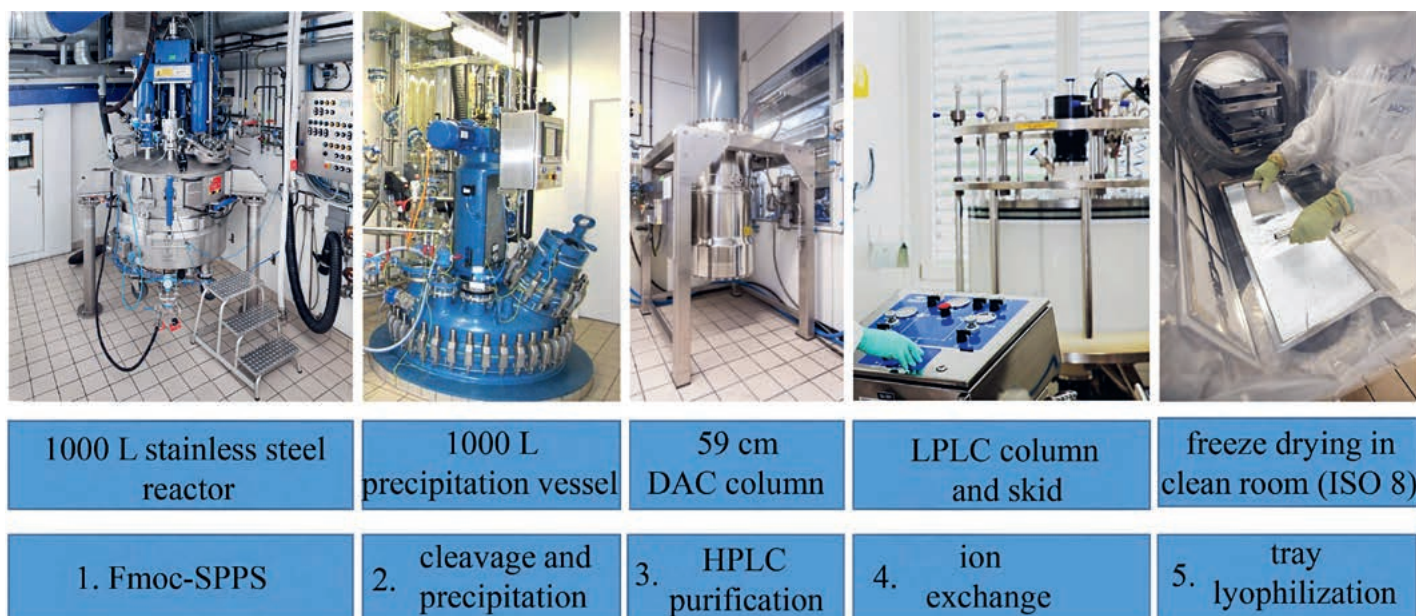 1000 L stainless steel
reactor
1000 L
precipitation vessel
59 cm
DAC column
LPLC column
and skid
freeze drying in
clean room (ISO 8)
1. Fmoc-SPPS
2. cleavage and
precipitation
3. HPLC
purification
4. ion
exchange
5. tray
lyophilization